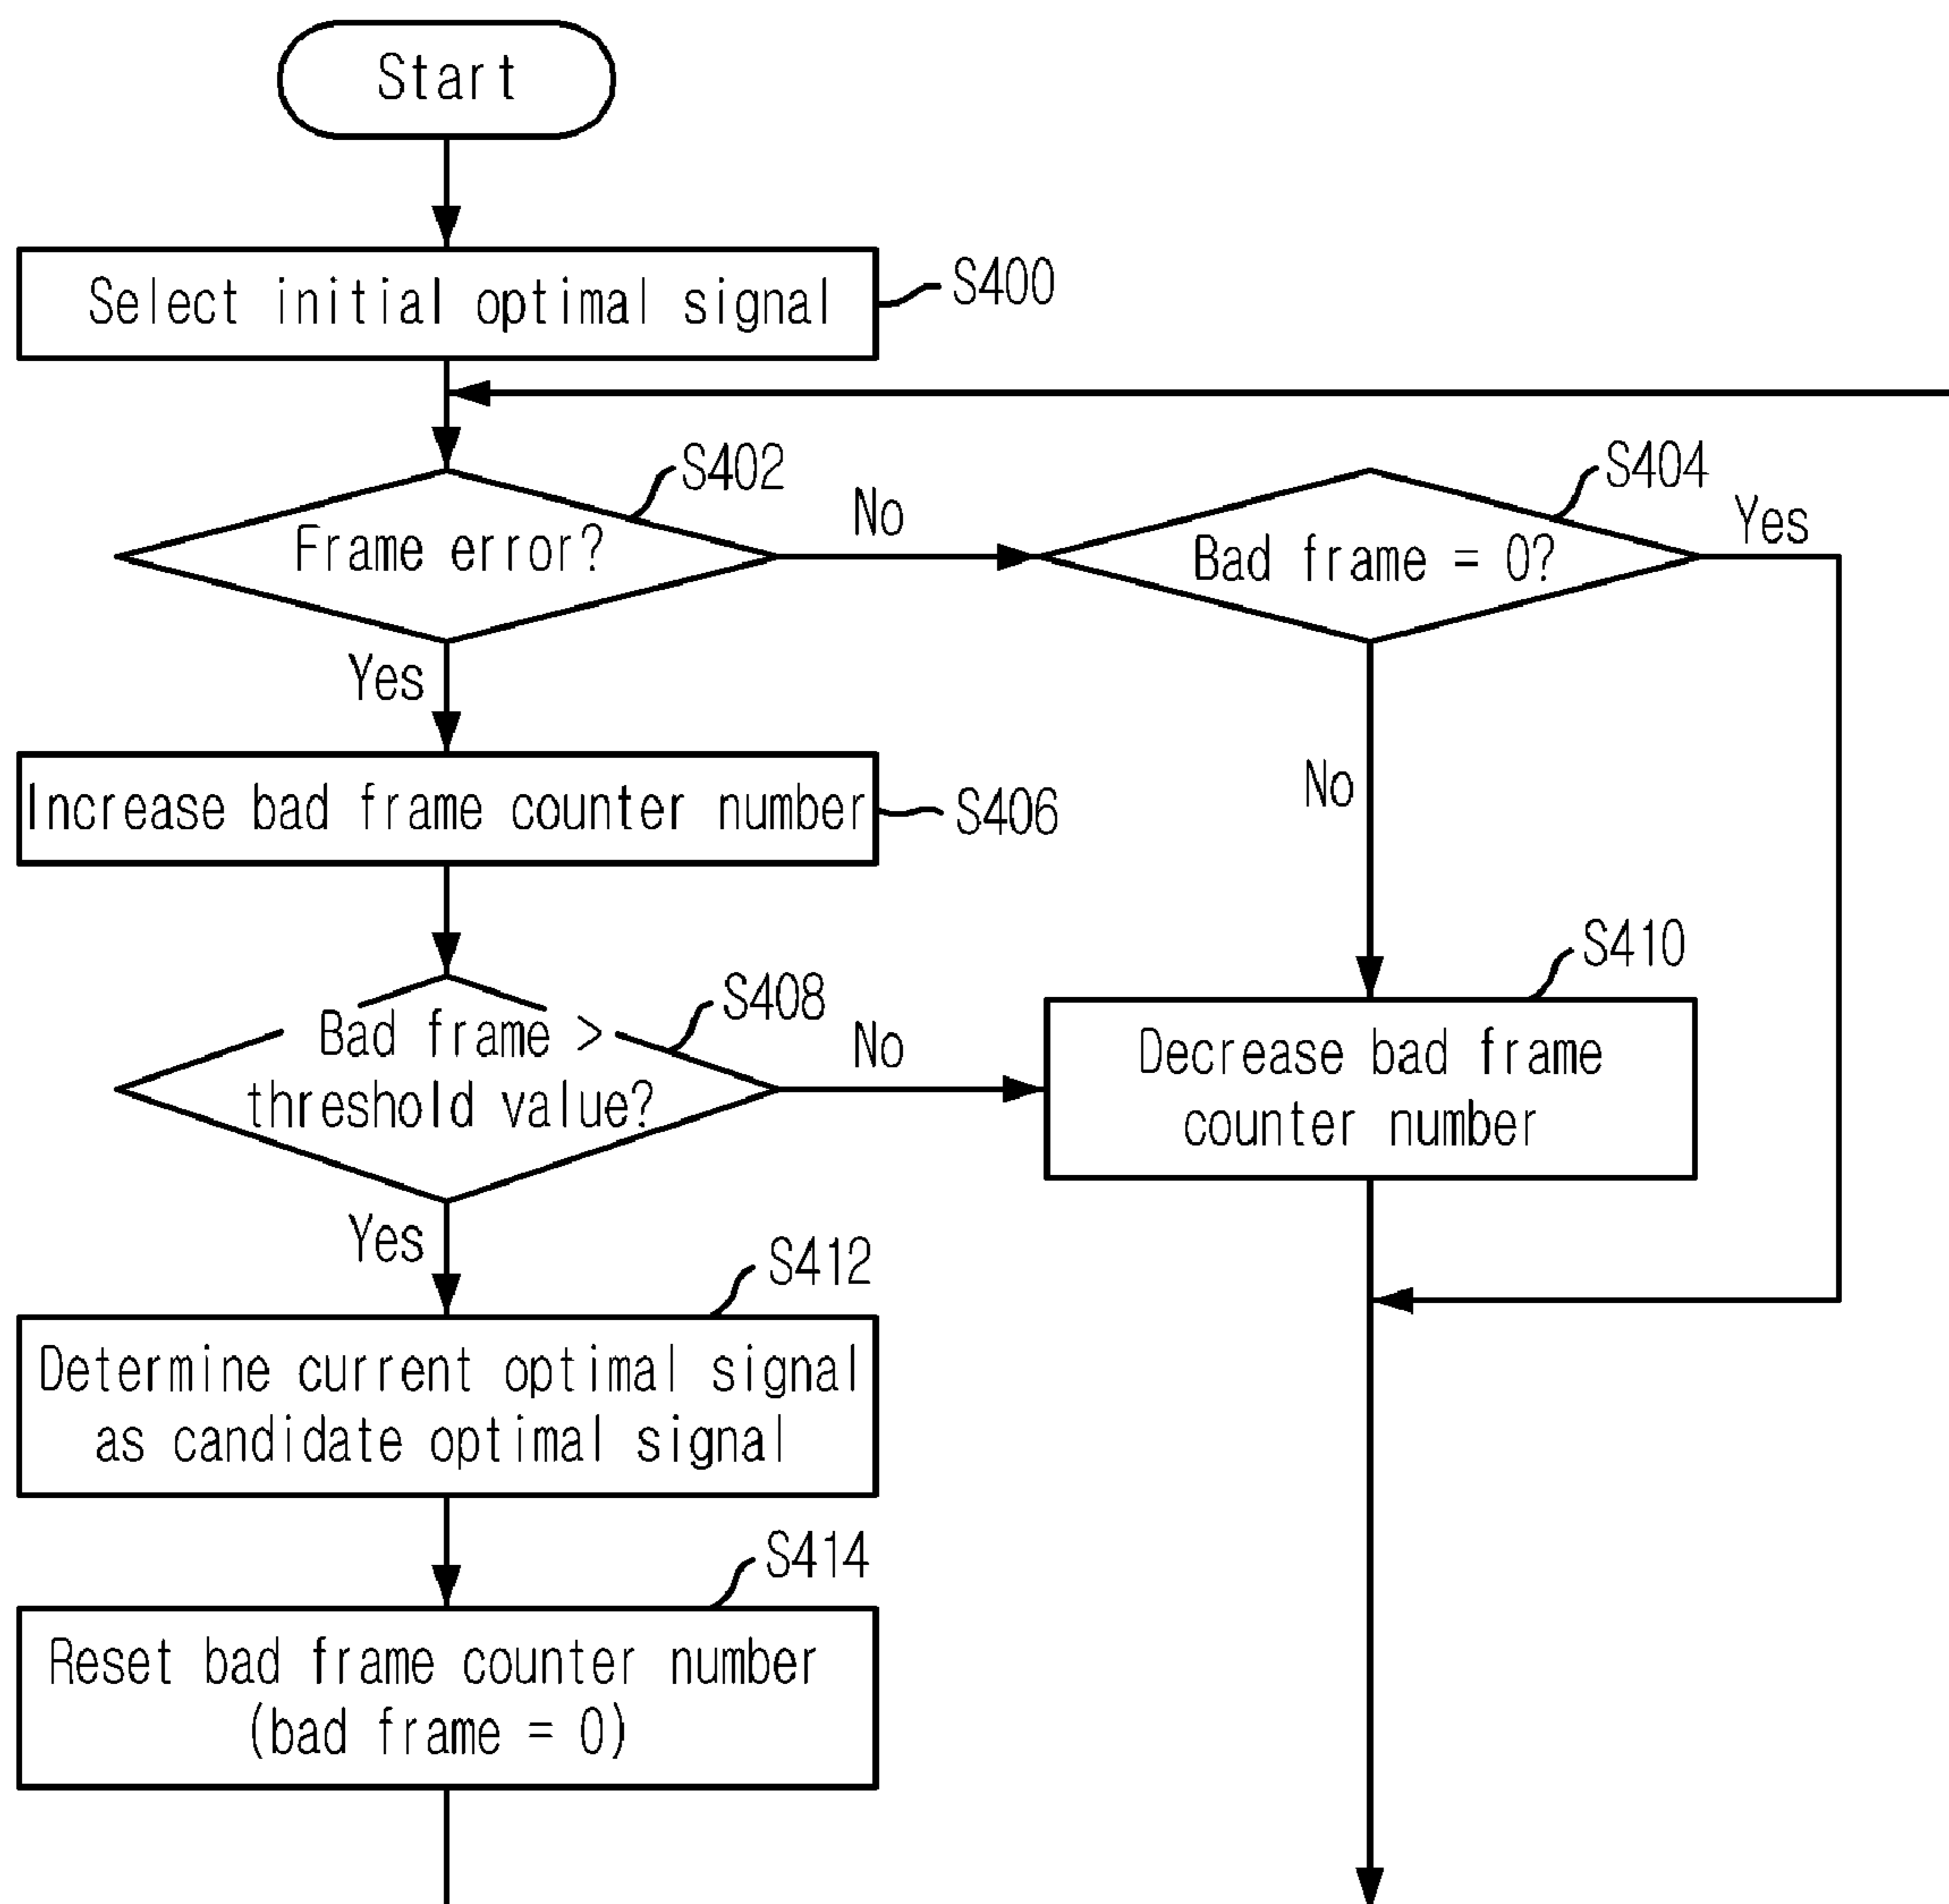 Start
Select initial optimal signal
S400
S402
Frame error?
No
S404
Bad frame = 0?
Yes
Yes
Increase bad frame counter number
S406
No
S408
Bad frame >
threshold value?
No
S410
Decrease bad frame
counter number
Yes
S412
Determine current optimal signal
as candidate optimal signal
S414
Reset bad frame counter number
(bad frame = 0)